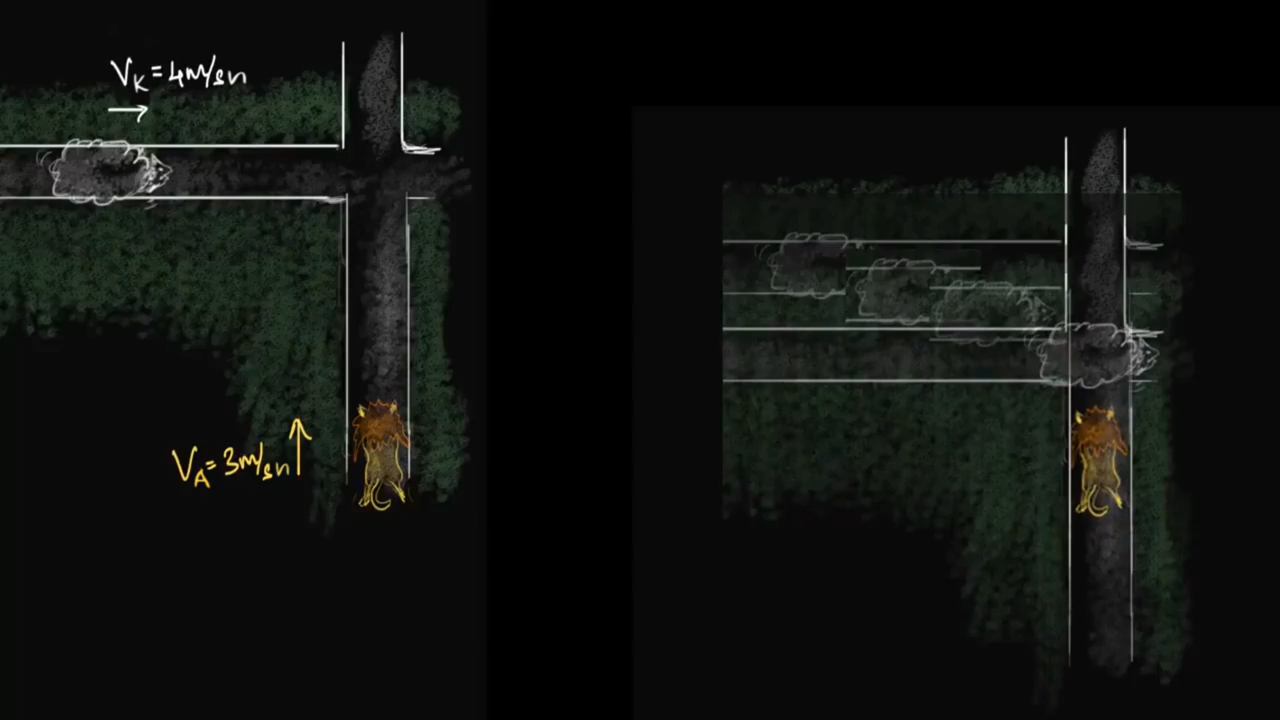 V_K = 4m/sn
V_A = 3m/sn